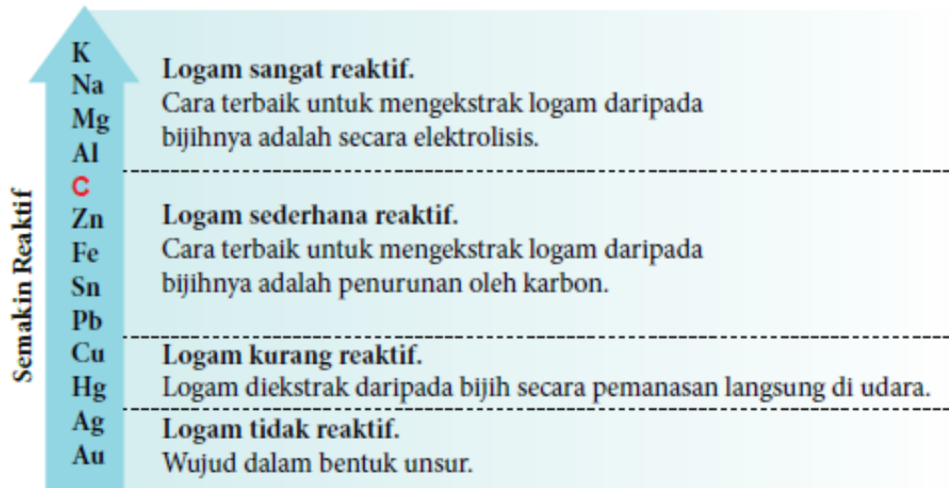 Semakin Reaktif
K
Na
Mg
Al
C
Zn
Fe
Sn
Pb
Cu
Hg
Ag
Au
Logam sangat reaktif.
Cara terbaik untuk mengekstrak logam daripada
bijihnya adalah secara elektrolisis.
Logam sederhana reaktif.
Cara terbaik untuk mengekstrak logam daripada
bijihnya adalah penurunan oleh karbon.
Logam kurang reaktif.
Logam diekstrak daripada bijih secara pemanasan langsung di udara.
Logam tidak reaktif.
Wujud dalam bentuk unsur.